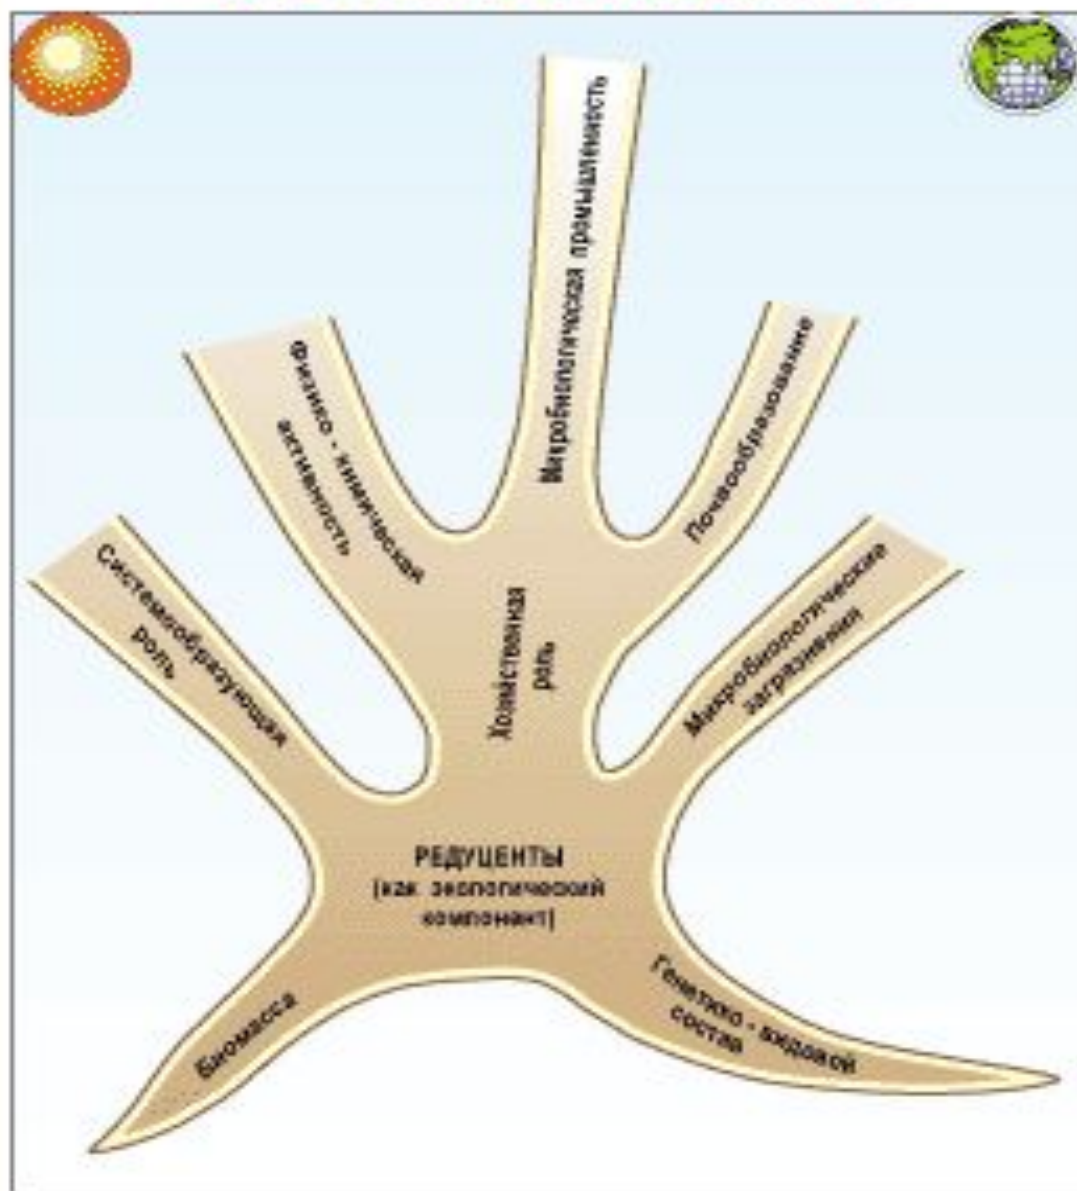 Микробиологическая промышленность
Физико - химическая
активность
Почвообразование
Системообразующая
роль
Хозяйственная
роль
Микробиологические
загрязнения
РЕДУЦЕНТЫ
(как экологический
компонент)
Биомасса
Генетико - видовой
состав